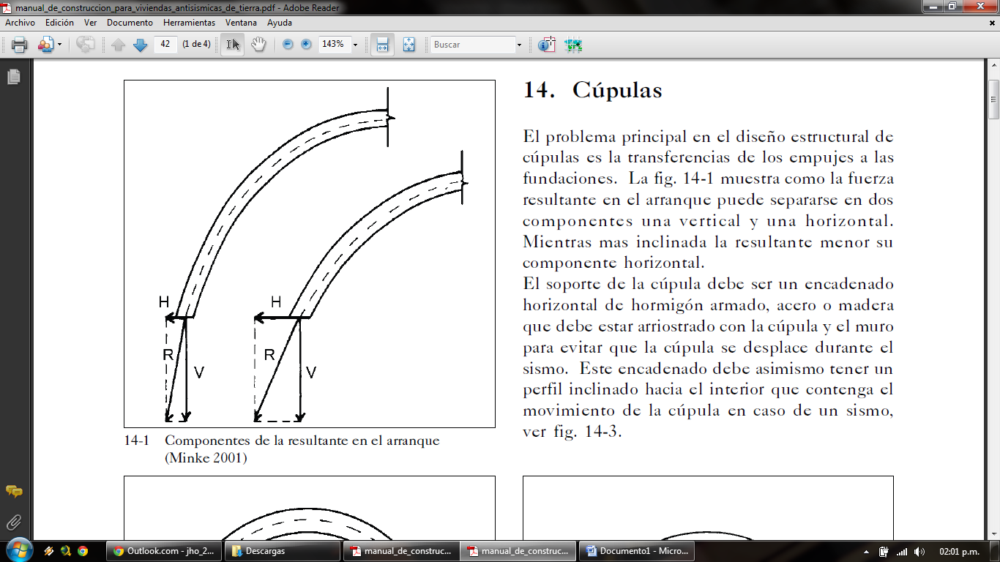 manual_de_construccion_para_viviendas_antisismicas_de_tierra.pdf - Adobe Reader
Archivo Edición Ver Documento Herramientas Ventana Ayuda
42 (1 de 4) 143% Buscar
H
R
V
H
R
V
14-1 Componentes de la resultante en el arranque
(Minke 2001)
14. Cúpulas
El problema principal en el diseño estructural de
cúpulas es la transferencias de los empujes a las
fundaciones. La fig. 14-1 muestra como la fuerza
resultante en el arranque puede separarse en dos
componentes una vertical y una horizontal.
Mientras mas inclinada la resultante menor su
componente horizontal.
El soporte de la cúpula debe ser un encadenado
horizontal de hormigón armado, acero o madera
que debe estar arriostrado con la cúpula y el muro
para evitar que la cúpula se desplace durante el
sismo. Este encadenado debe asimismo tener un
perfil inclinado hacia el interior que contenga el
movimiento de la cúpula en caso de un sismo,
ver fig. 14-3.
Outlook.com - jho_2... Descargas manual_de_construc... manual_de_construc... Documento1 - Micro... 02:01 p.m.